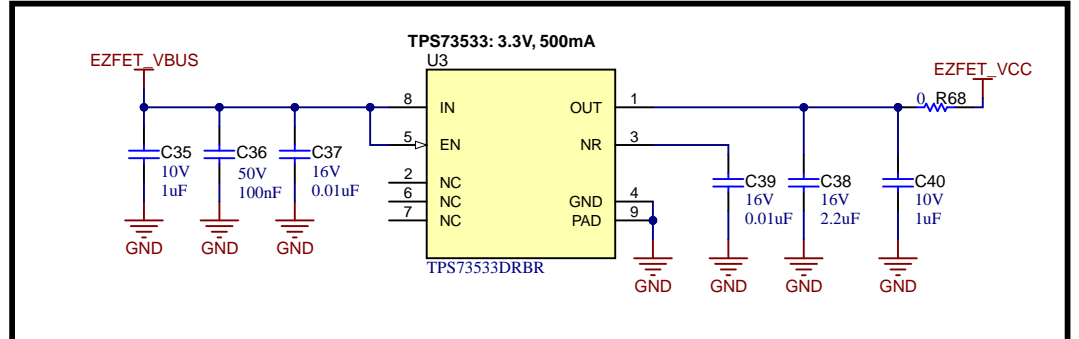 TPS73533: 3.3V, 500mA
U3
EZFET_VBUS
EZFET_VCC
8 IN OUT 1
0 R68
5 EN NR 3
C35
10V
1uF
C36
50V
100nF
C37
16V
0.01uF
2 NC
6 NC
7 NC
GND 4
PAD 9
C39
16V
0.01uF
C38
16V
2.2uF
C40
10V
1uF
GND
GND
GND
TPS73533DRBR
GND
GND
GND
GND